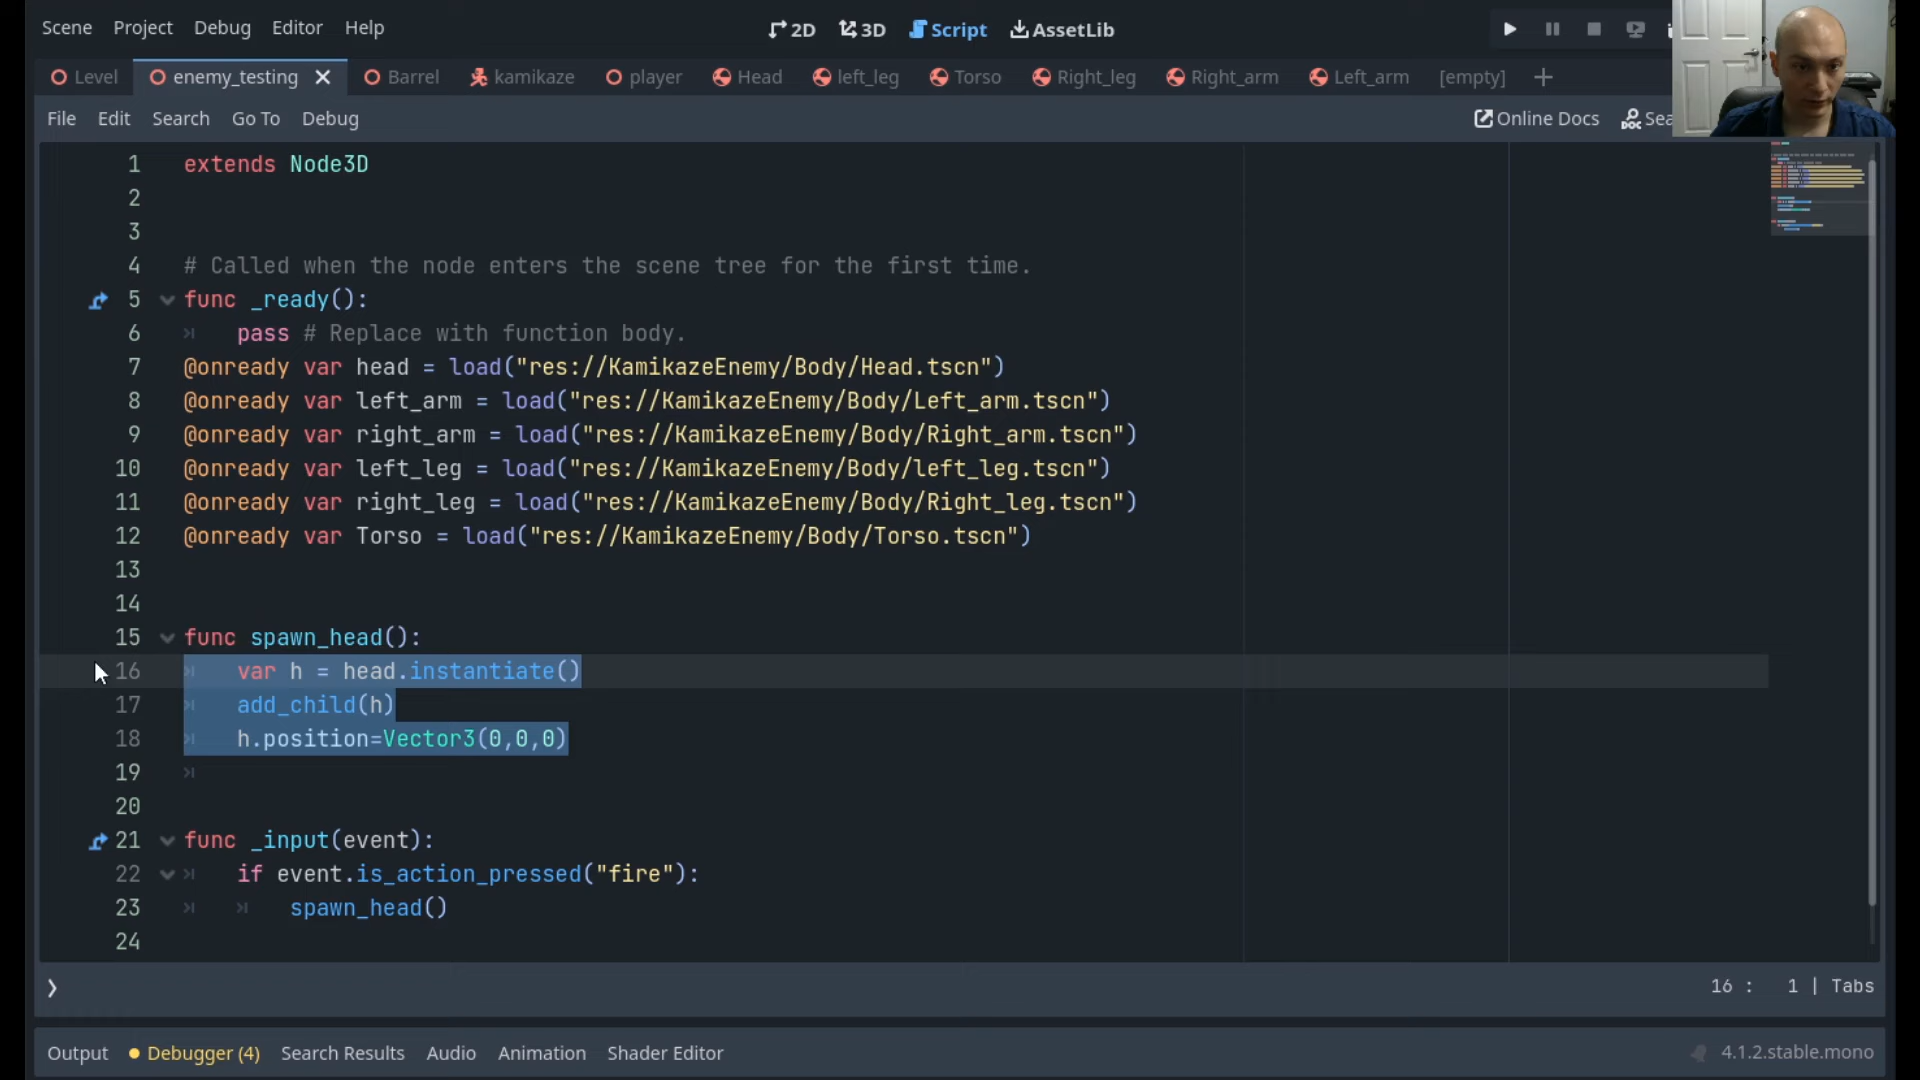 Scene Project Debug Editor Help 2D 3D Script AssetLib
Level enemy_testing Barrel kamikaze player Head left_leg Torso Right_leg Right_arm Left_arm [empty]
File Edit Search Go To Debug Online Docs Sea
1 extends Node3D
2
3
4 # Called when the node enters the scene tree for the first time.
5 func _ready():
6 pass # Replace with function body.
7 @onready var head = load("res://KamikazeEnemy/Body/Head.tscn")
8 @onready var left_arm = load("res://KamikazeEnemy/Body/Left_arm.tscn")
9 @onready var right_arm = load("res://KamikazeEnemy/Body/Right_arm.tscn")
10 @onready var left_leg = load("res://KamikazeEnemy/Body/left_leg.tscn")
11 @onready var right_leg = load("res://KamikazeEnemy/Body/Right_leg.tscn")
12 @onready var Torso = load("res://KamikazeEnemy/Body/Torso.tscn")
13
14
15 func spawn_head():
16 var h = head.instantiate()
17 add_child(h)
18 h.position=Vector3(0,0,0)
19
20
21 func _input(event):
22 if event.is_action_pressed("fire"):
23 spawn_head()
24
16 : 1 | Tabs
Output Debugger (4) Search Results Audio Animation Shader Editor 4.1.2.stable.mono